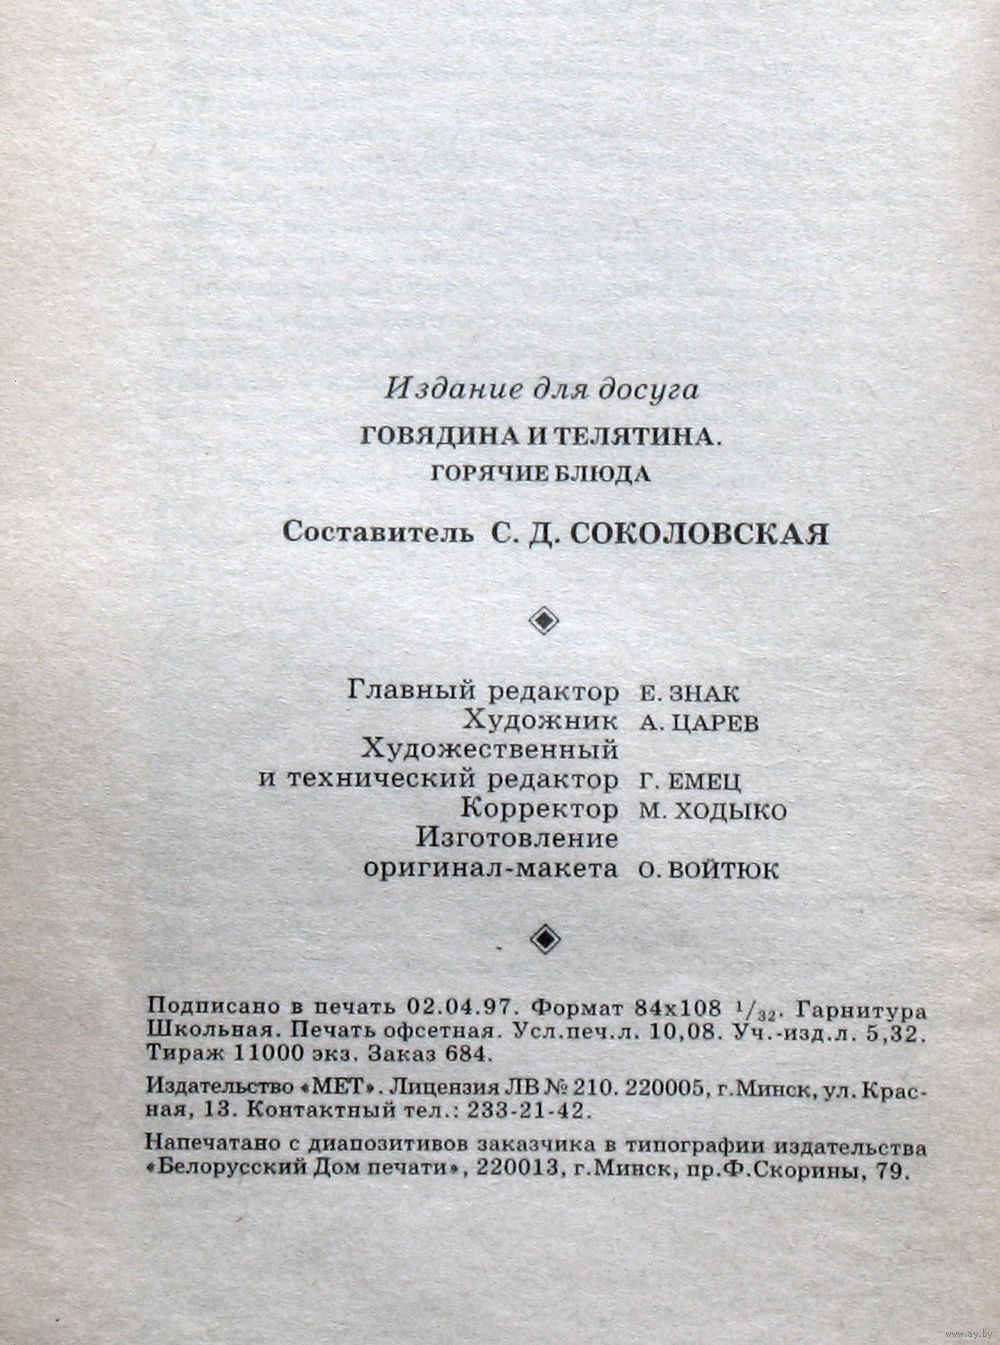 Издание для досуга
ГОВЯДИНА И ТЕЛЯТИНА.
ГОРЯЧИЕ БЛЮДА
Составитель С. Д. СОКОЛОВСКАЯ
Главный редактор Е. ЗНАК
Художник А. ЦАРЕВ
Художественный
и технический редактор Г. ЕМЕЦ
Корректор М. ХОДЫКО
Изготовление
оригинал-макета О. ВОЙТЮК
Подписано в печать 02.04.97. Формат 84х108 1/32. Гарнитура
Школьная. Печать офсетная. Усл.печ.л. 10,08. Уч.-изд.л. 5,32.
Тираж 11000 экз. Заказ 684.
Издательство «МЕТ». Лицензия ЛВ № 210. 220005, г.Минск, ул. Крас-
ная, 13. Контактный тел.: 233-21-42.
Напечатано с диапозитивов заказчика в типографии издательства
«Белорусский Дом печати», 220013, г.Минск, пр.Ф.Скорины, 79.
www.ay.by